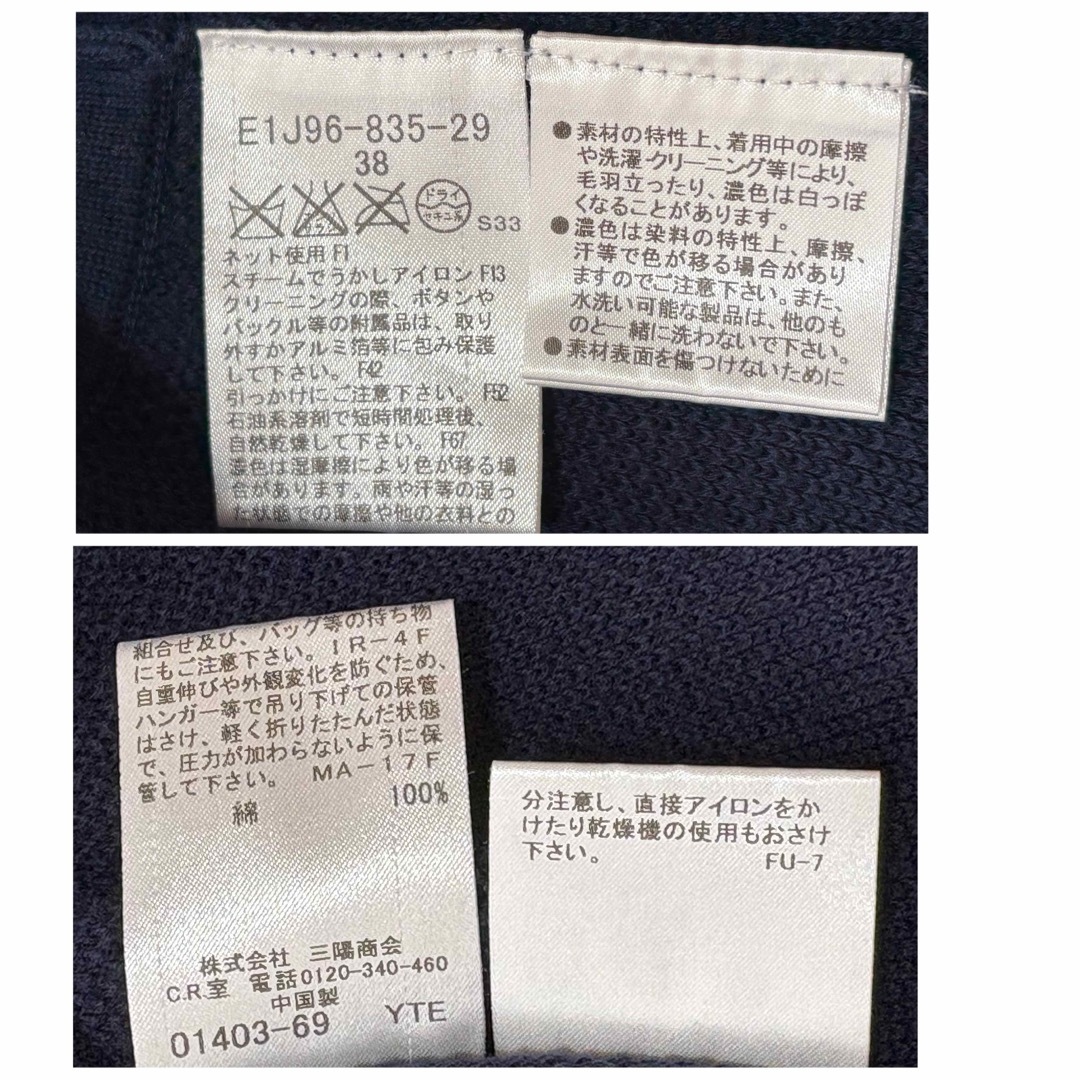 E1J96-835-29
38
ドライ
セキユ系
S33
ネット使用 F1
スチームでうかしアイロン F13
クリーニングの際、ボタンや
バックル等の附属品は、取り
外すかアルミ箔等に包み保護
して下さい。 F42
引っかけにご注意下さい。 F52
石油系溶剤で短時間処理後、
自然乾燥して下さい。 F67
濃色は湿摩擦により色が移る場
合があります。雨や汗等の湿っ
た状態での摩擦や他の衣料との
●素材の特性上、着用中の摩擦
や洗濯・クリーニング等により、
毛羽立ったり、濃色は白っぽ
くなることがあります。
●濃色は染料の特性上、摩擦、
汗等で色が移る場合があり
ますのでご注意下さい。また、
水洗い可能な製品は、他のも
のと一緒に洗わないで下さい。
●素材表面を傷つけないために
組合せ及び、バッグ等の持ち物
にもご注意下さい。IR-4F
自重伸びや外観変化を防ぐため、
ハンガー等で吊り下げての保管
はさけ、軽く折りたたんだ状態
で、圧力が加わらないように保
管して下さい。 MA-17F
綿 100%
株式会社 三陽商会
C.R.室 電話0120-340-460
中国製
01403-69 YTE
分注意し、直接アイロンをか
けたり乾燥機の使用もおさけ
下さい。 FU-7